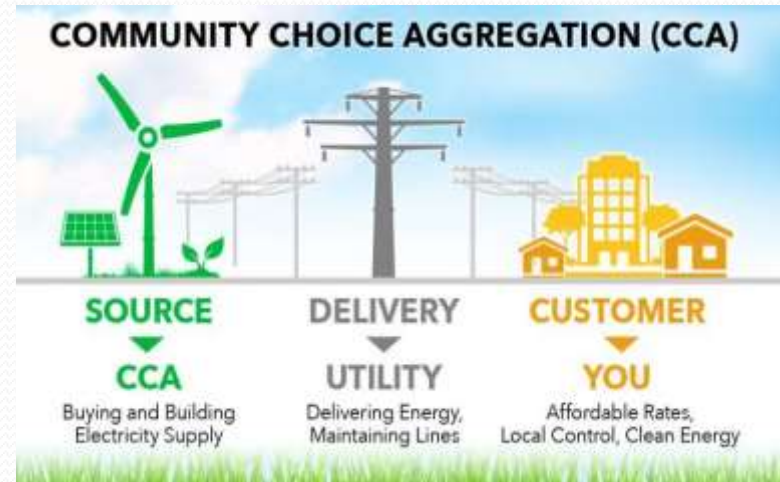 COMMUNITY CHOICE AGGREGATION (CCA)
SOURCE
CCA
Buying and Building
Electricity Supply
DELIVERY
UTILITY
Delivering Energy,
Maintaining Lines
CUSTOMER
YOU
Affordable Rates,
Local Control, Clean Energy